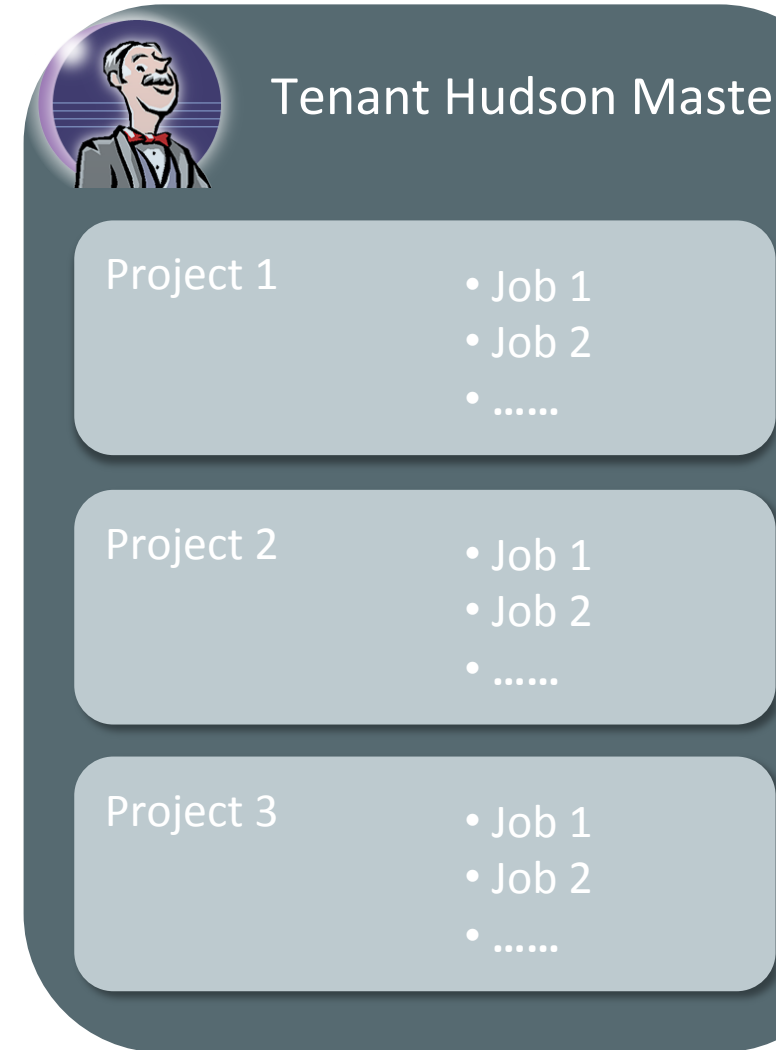 Tenant Hudson Maste
Project 1
• Job 1
• Job 2
• ......
Project 2
• Job 1
• Job 2
• ......
Project 3
• Job 1
• Job 2
• ......